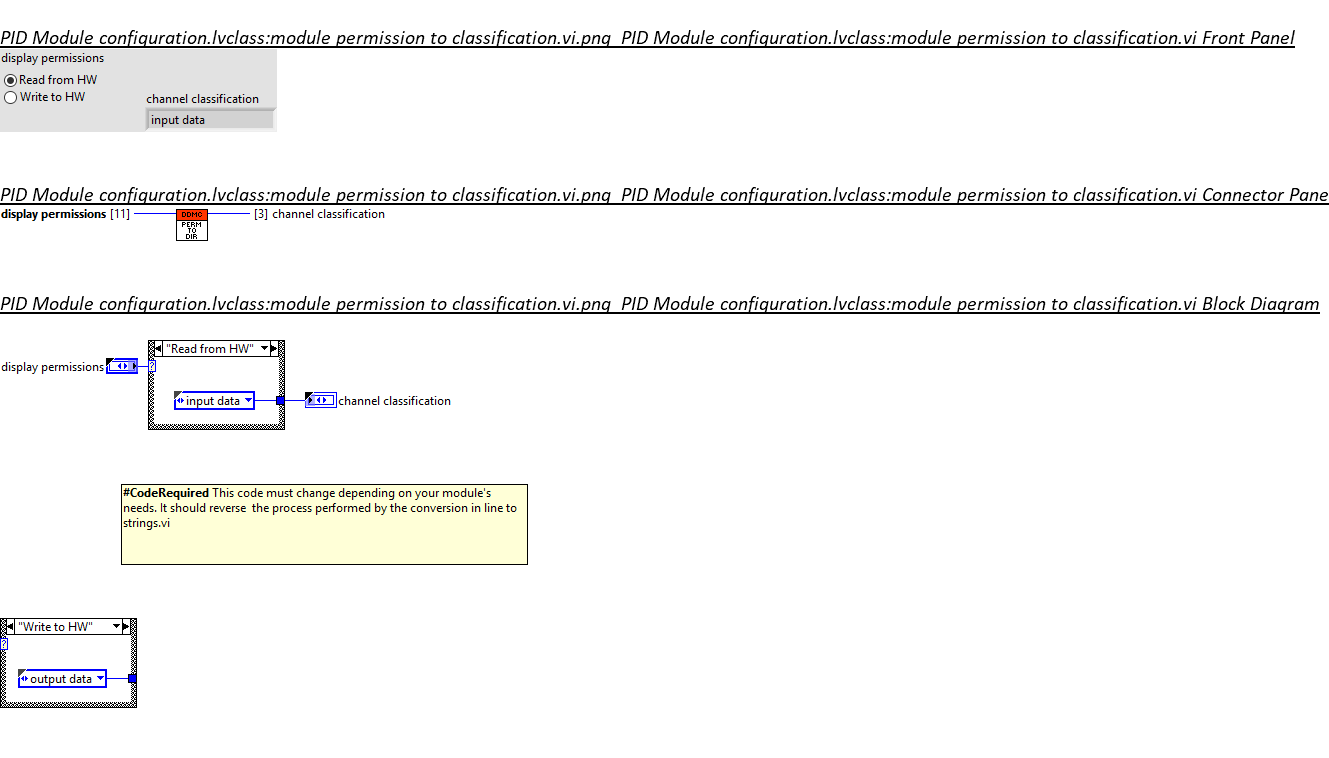 PID Module configuration.lvclass:module permission to classification.vi.png PID Module configuration.lvclass:module permission to classification.vi Front Panel
display permissions
Read from HW
Write to HW
channel classification
input data
PID Module configuration.lvclass:module permission to classification.vi.png PID Module configuration.lvclass:module permission to classification.vi Connector Pane
display permissions [11] DDMC [3] channel classification
PERM
TO
DIR
PID Module configuration.lvclass:module permission to classification.vi.png PID Module configuration.lvclass:module permission to classification.vi Block Diagram
"Read from HW"
display permissions ?
input data channel classification
#CodeRequired This code must change depending on your module's
needs. It should reverse the process performed by the conversion in line to
strings.vi
"Write to HW"
?
output data